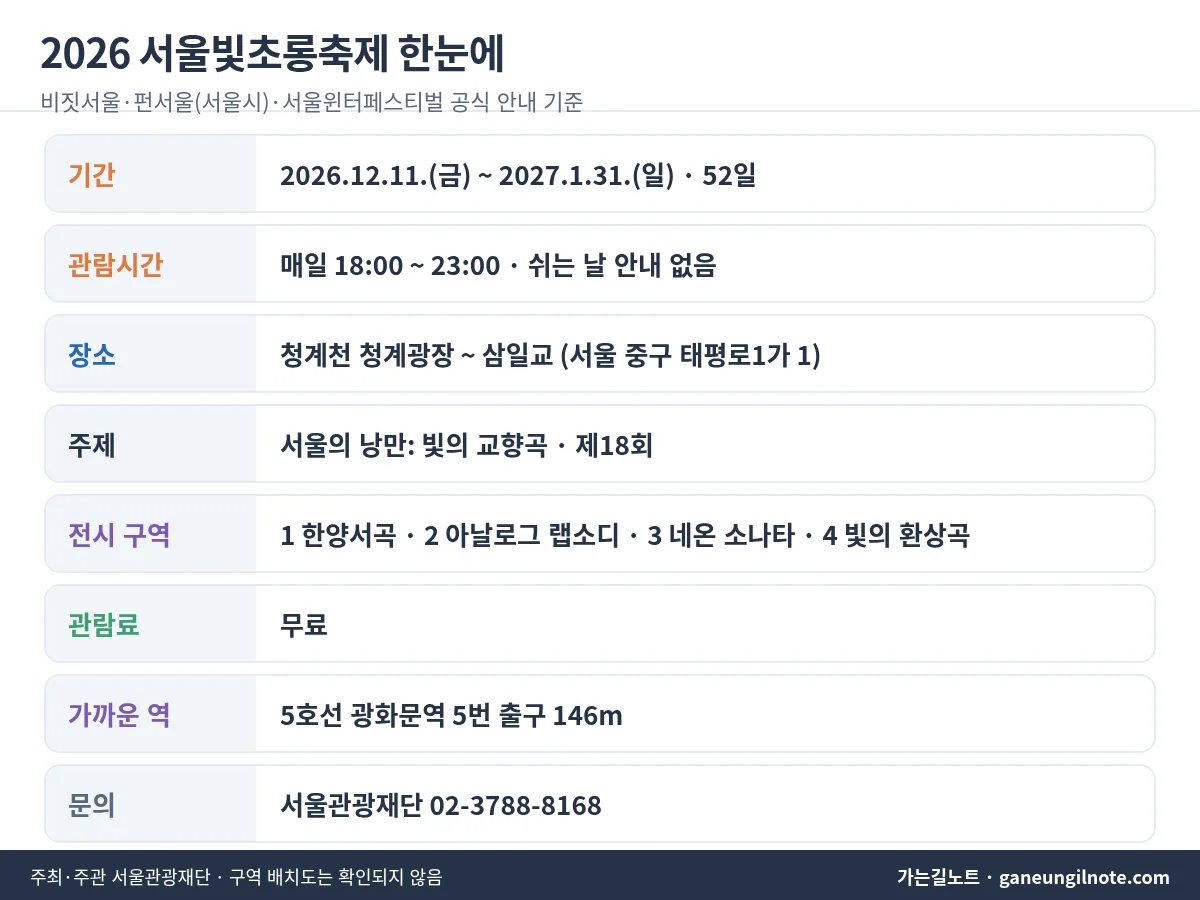 2026 서울빛초롱축제 한눈에
비짓서울·펀서울(서울시)·서울윈터페스티벌 공식 안내 기준
기간 2026.12.11.(금) ~ 2027.1.31.(일) · 52일
관람시간 매일 18:00 ~ 23:00 · 쉬는 날 안내 없음
장소 청계천 청계광장 ~ 삼일교 (서울 중구 태평로1가 1)
주제 서울의 낭만: 빛의 교향곡 · 제18회
전시 구역 1 한양서곡 · 2 아날로그 랩소디 · 3 네온 소나타 · 4 빛의 환상곡
관람료 무료
가까운 역 5호선 광화문역 5번 출구 146m
문의 서울관광재단 02-3788-8168
주최·주관 서울관광재단 · 구역 배치도는 확인되지 않음 가는길노트 · ganeungilnote.com